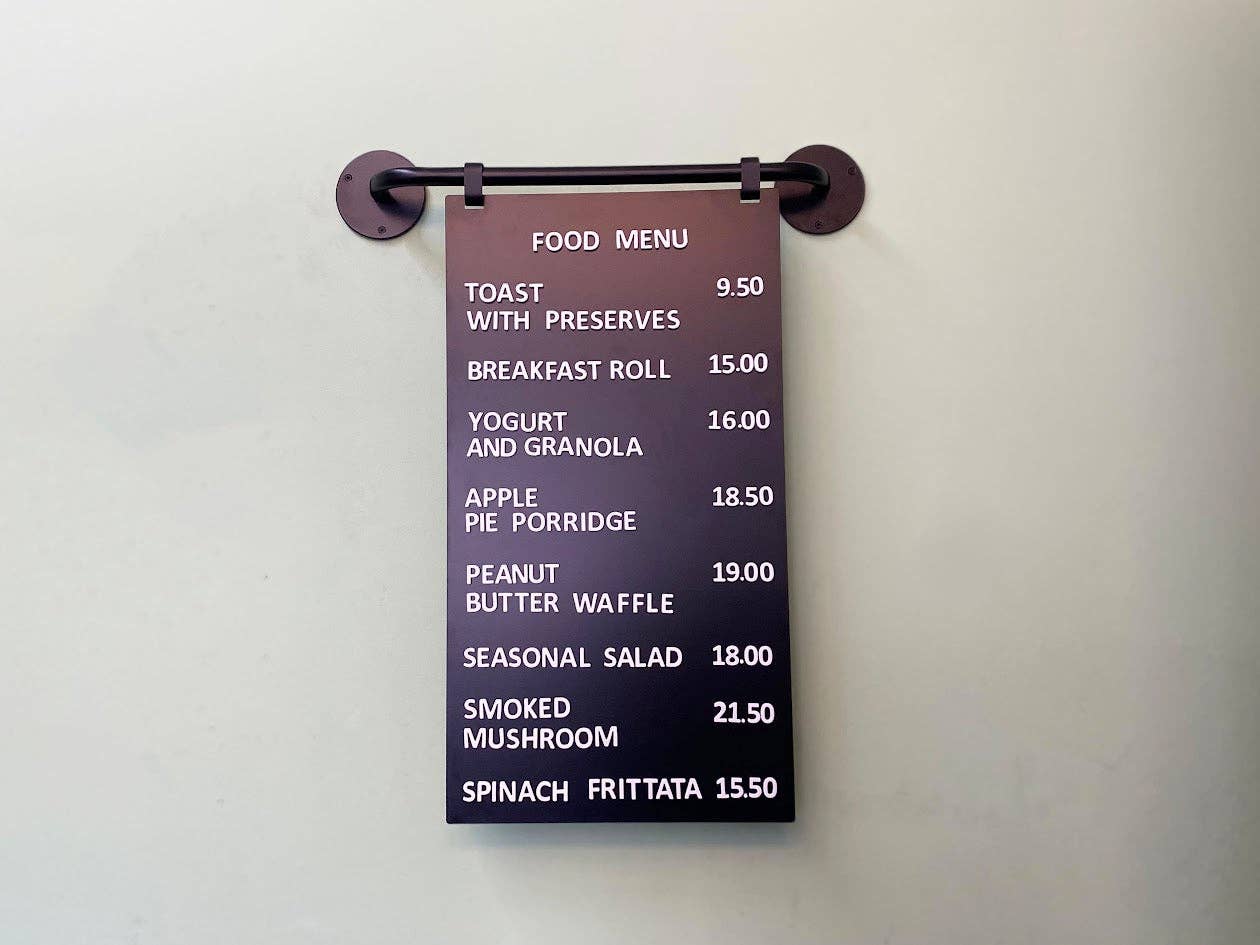 FOOD MENU
TOAST 9.50
WITH PRESERVES
BREAKFAST ROLL 15.00
YOGURT 16.00
AND GRANOLA
APPLE 18.50
PIE PORRIDGE
PEANUT 19.00
BUTTER WAFFLE
SEASONAL SALAD 18.00
SMOKED 21.50
MUSHROOM
SPINACH FRITTATA 15.50